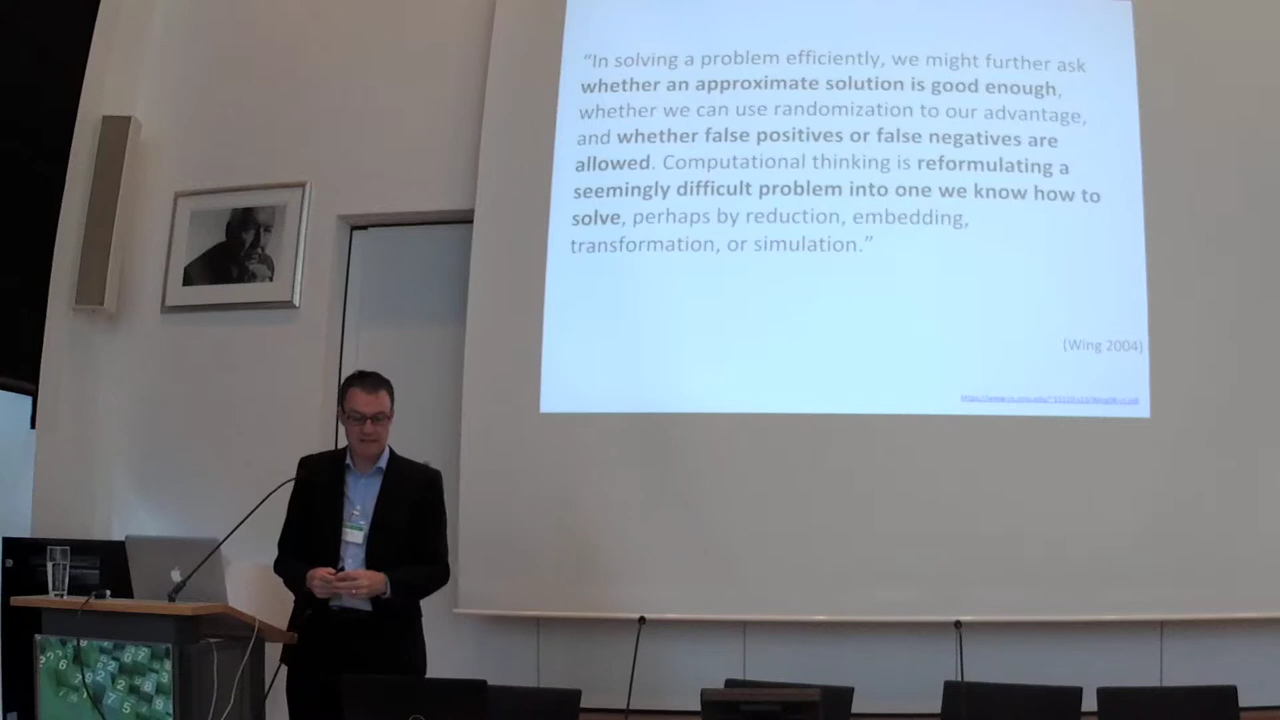 “In solving a problem efficiently, we might further ask
whether an approximate solution is good enough,
whether we can use randomization to our advantage,
and whether false positives or false negatives are
allowed. Computational thinking is reformulating a
seemingly difficult problem into one we know how to
solve, perhaps by reduction, embedding,
transformation, or simulation.”
(Wing 2004)